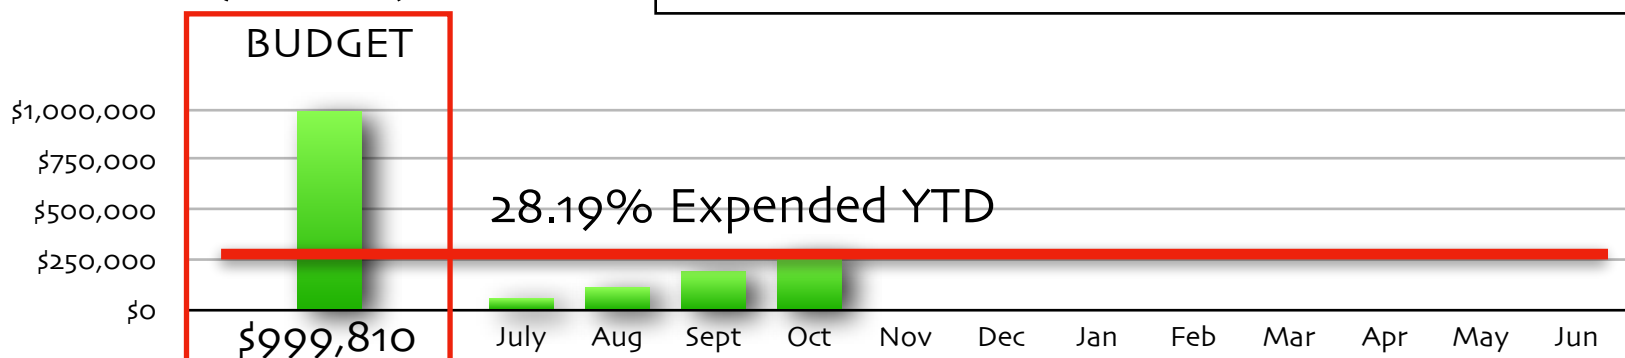 BUDGET
$1,000,000
$750,000
$500,000
28.19% Expended YTD
$250,000
$0
$999,810
July Aug Sept Oct Nov Dec Jan Feb Mar Apr May Jun